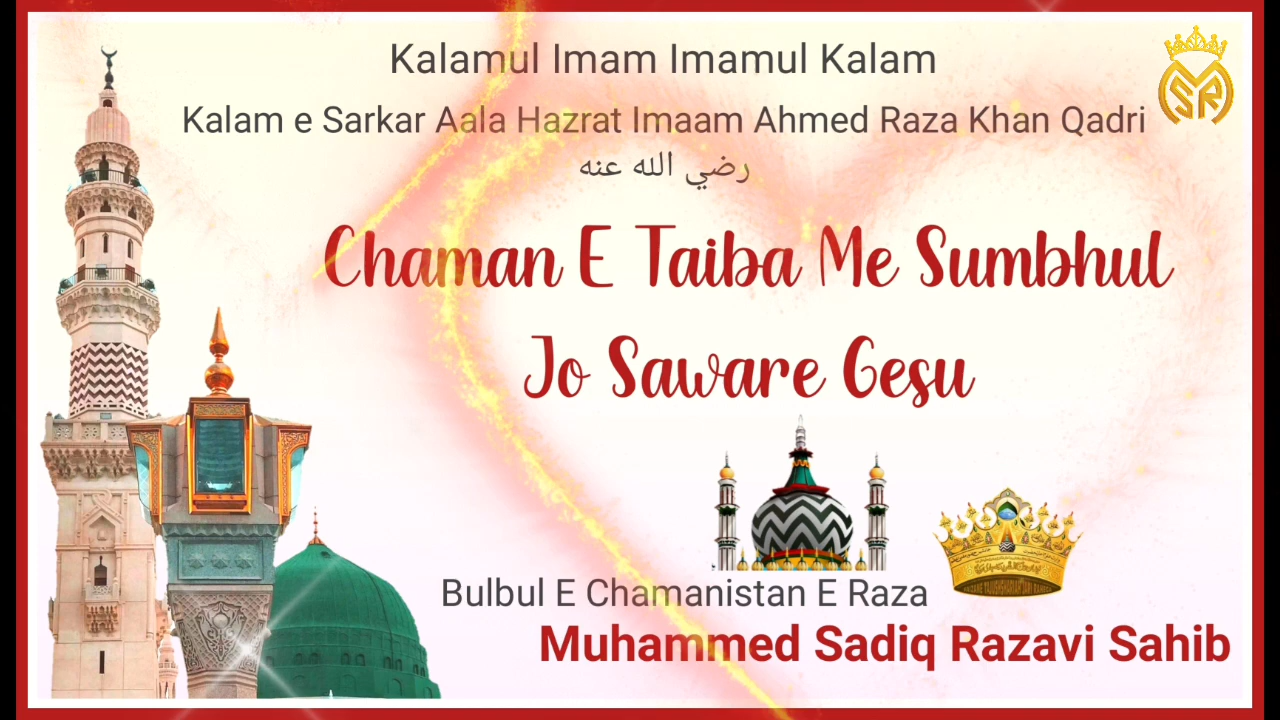 Kalamul Imam Imamul Kalam
Kalam e Sarkar Aala Hazrat Imaam Ahmed Raza Khan Qadri
رضي الله عنه
Chaman E Taiba Me Sumbhul
Jo Saware Gesu
Bulbul E Chamanistan E Raza
Muhammed Sadiq Razavi Sahib